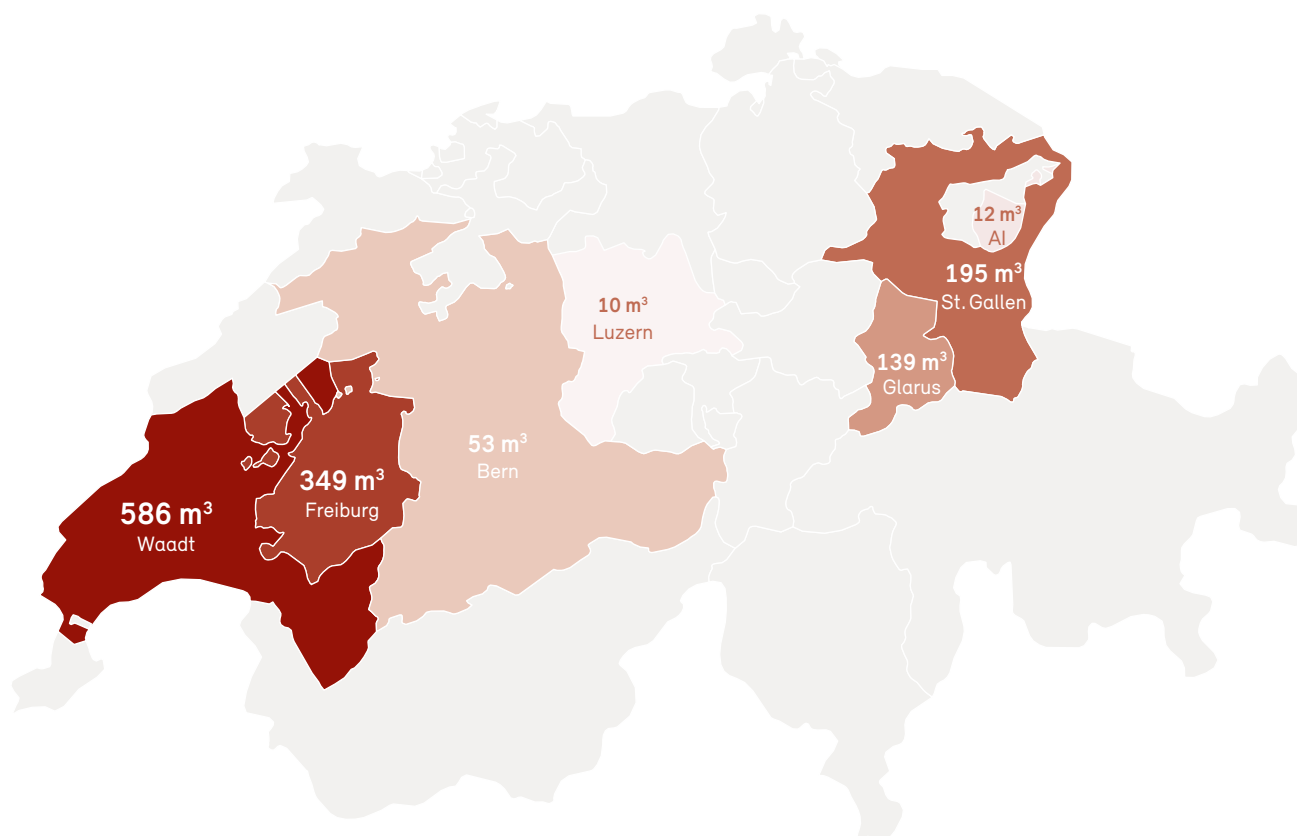 12 m³
AI
195 m³
St. Gallen
10 m³
Luzern
139 m³
Glarus
53 m³
Bern
349 m³
Freiburg
586 m³
Waadt